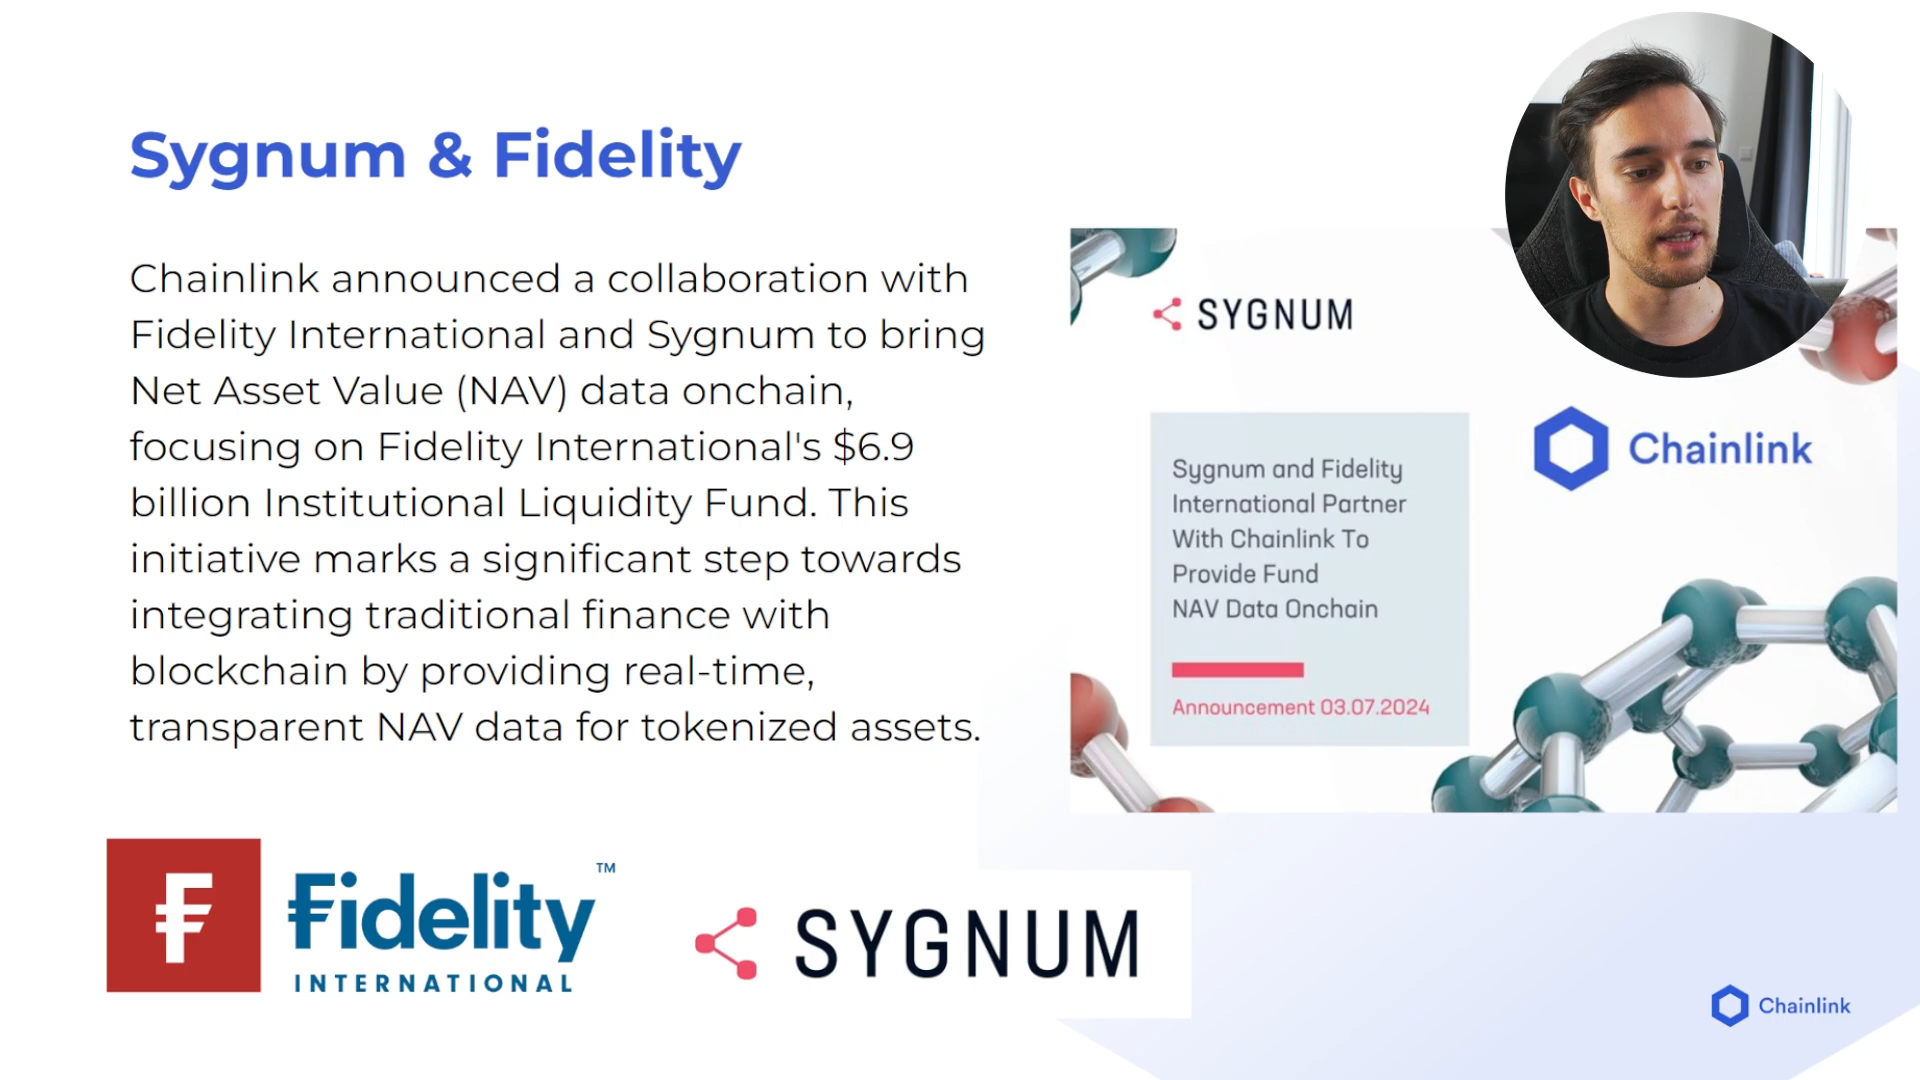 Sygnum & Fidelity
Chainlink announced a collaboration with
Fidelity International and Sygnum to bring
Net Asset Value (NAV) data onchain,
focusing on Fidelity International's $6.9
billion Institutional Liquidity Fund. This
initiative marks a significant step towards
integrating traditional finance with
blockchain by providing real-time,
transparent NAV data for tokenized assets.
SYGNUM
Chainlink
Sygnum and Fidelity
International Partner
With Chainlink To
Provide Fund
NAV Data Onchain
Announcement 03.07.2024
F
Fidelity™
INTERNATIONAL
SYGNUM
Chainlink